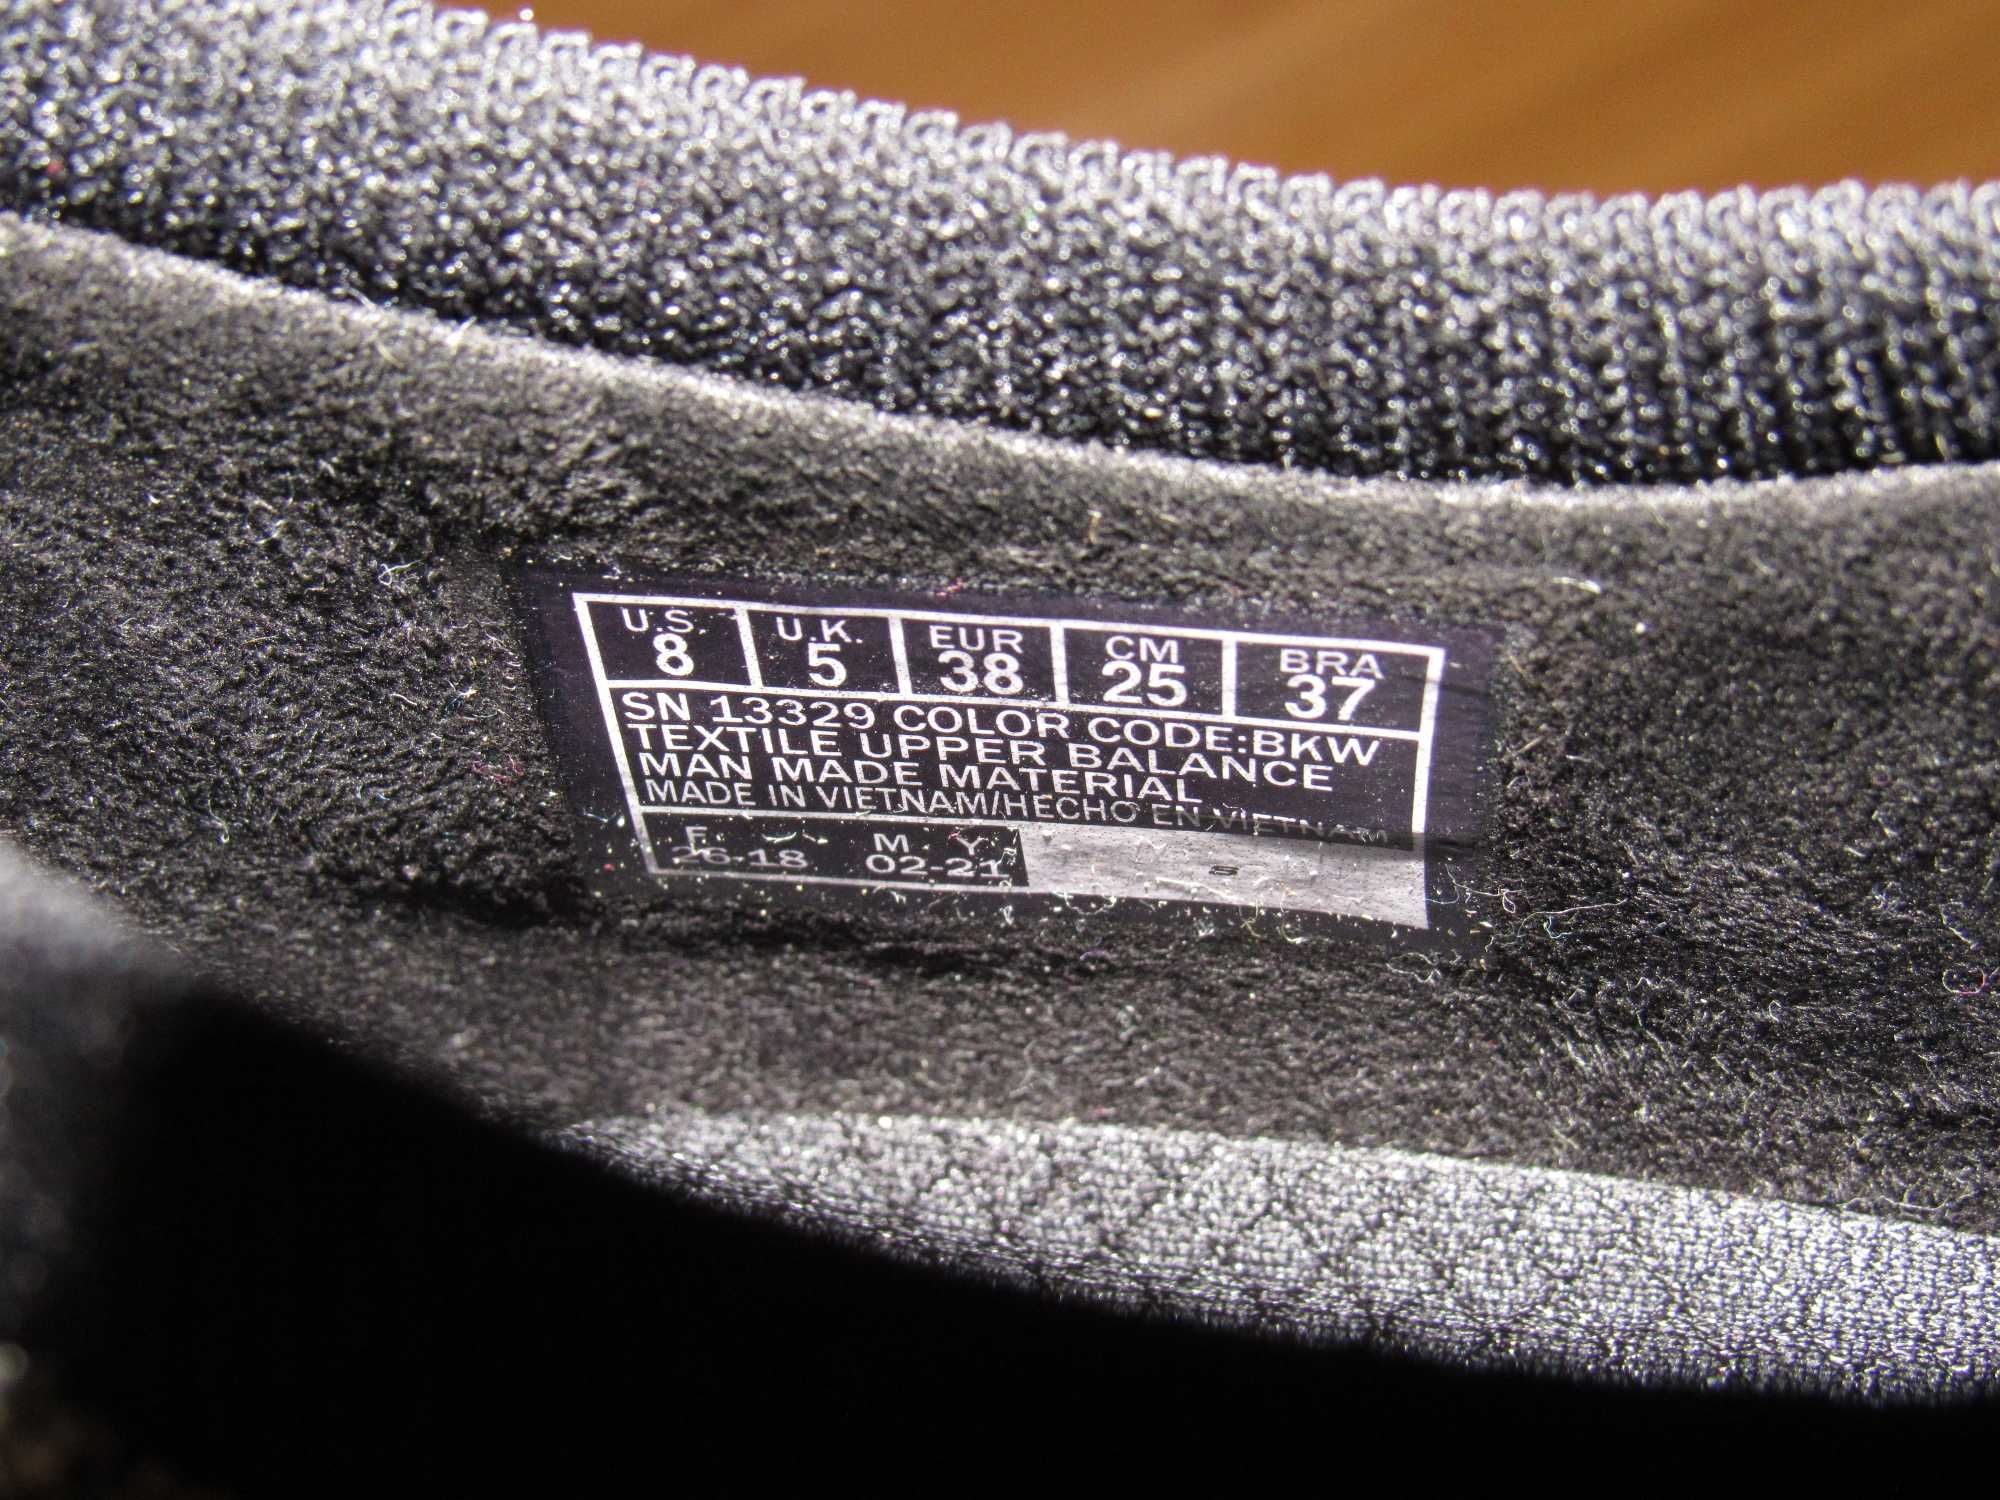 U.S. U.K. EUR CM BRA
8 5 38 25 37
SN 13329 COLOR CODE:BKW
TEXTILE UPPER BALANCE
MAN MADE MATERIAL
MADE IN VIETNAM/HECHO EN VIETNAM
F. M. Y.
26-18 02-21
S